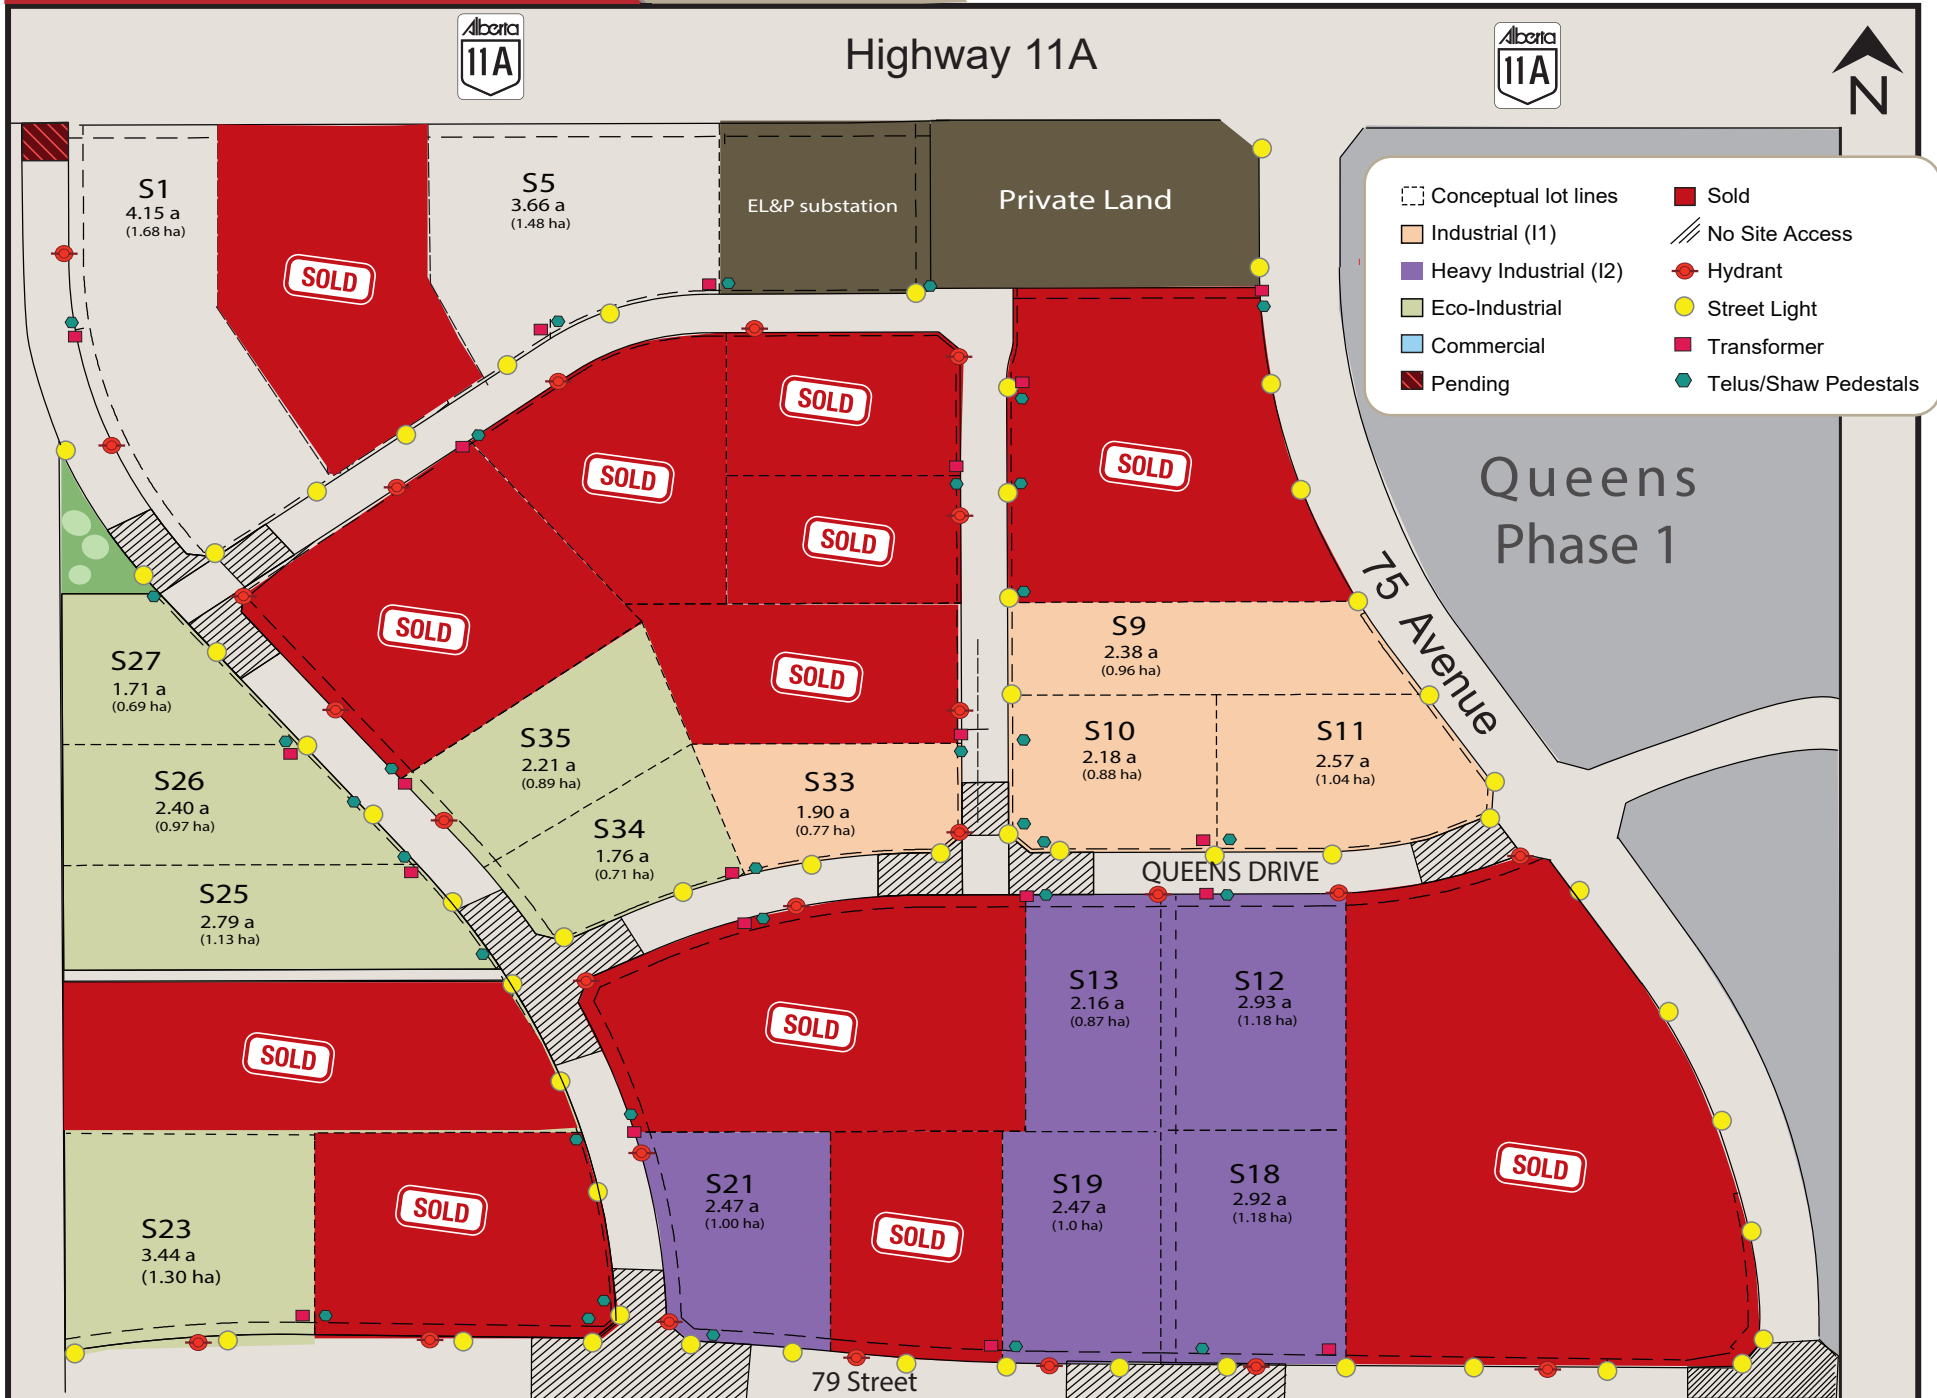 Alberta
11A
Highway 11A
Alberta
11A
N
Conceptual lot lines
Industrial (I1)
Heavy Industrial (I2)
Eco-Industrial
Commercial
Pending
Sold
No Site Access
Hydrant
Street Light
Transformer
Telus/Shaw Pedestals
S1
4.15 a
(1.68 ha)
SOLD
S5
3.66 a
(1.48 ha)
EL&P substation
Private Land
SOLD
SOLD
SOLD
SOLD
Queens
Phase 1
75 Avenue
SOLD
SOLD
S9
2.38 a
(0.96 ha)
S27
1.71 a
(0.69 ha)
S35
2.21 a
(0.89 ha)
S10
2.18 a
(0.88 ha)
S11
2.57 a
(1.04 ha)
S26
2.40 a
(0.97 ha)
S33
1.90 a
(0.77 ha)
S34
1.76 a
(0.71 ha)
QUEENS DRIVE
S25
2.79 a
(1.13 ha)
S13
2.16 a
(0.87 ha)
S12
2.93 a
(1.18 ha)
SOLD
SOLD
SOLD
S21
2.47 a
(1.00 ha)
S19
2.47 a
(1.0 ha)
S18
2.92 a
(1.18 ha)
SOLD
SOLD
S23
3.44 a
(1.30 ha)
79 Street